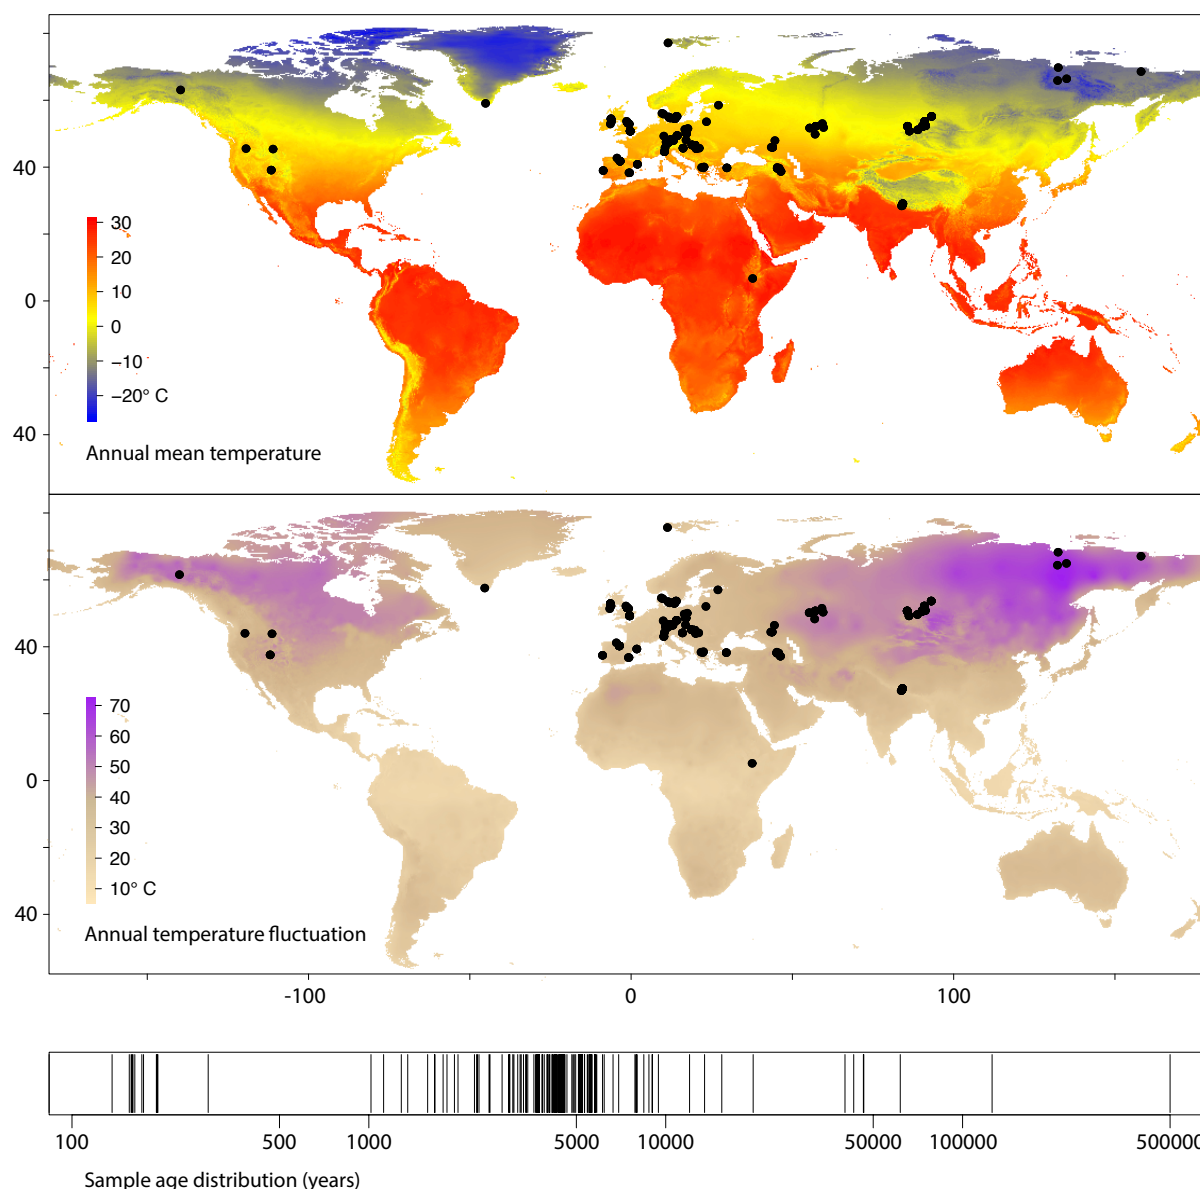 40
0
40
30
20
10
0
−10
−20° C
Annual mean temperature
40
0
40
70
60
50
40
30
20
10° C
Annual temperature fluctuation
-100 0 100
100 500 1000 5000 10000 50000 100000 500000
Sample age distribution (years)